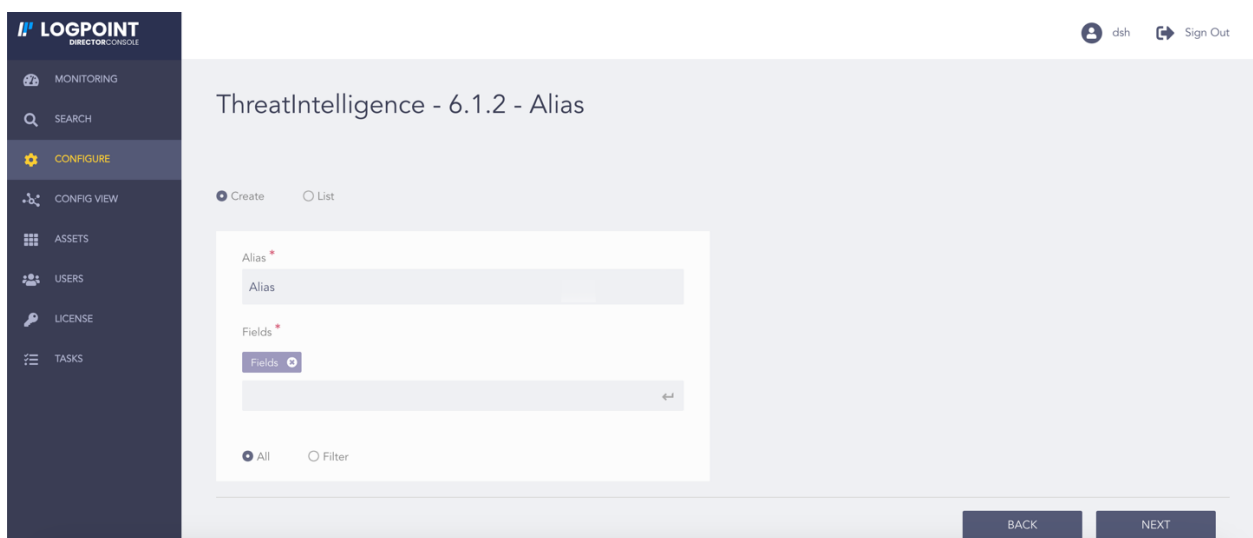 LOGPOINT
DIRECTORCONSOLE
dsh Sign Out
MONITORING
SEARCH
CONFIGURE
CONFIG VIEW
ASSETS
USERS
LICENSE
TASKS
ThreatIntelligence - 6.1.2 - Alias
Create List
Alias *
Alias
Fields *
Fields
All Filter
BACK NEXT